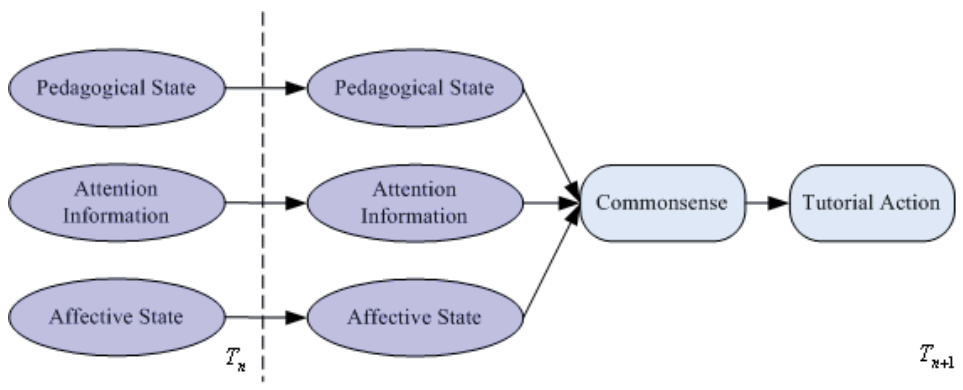 Pedagogical State
Pedagogical State
Attention
Information
Attention
Information
Commonsense
Tutorial Action
Affective State
Affective State
Tn
Tn+1